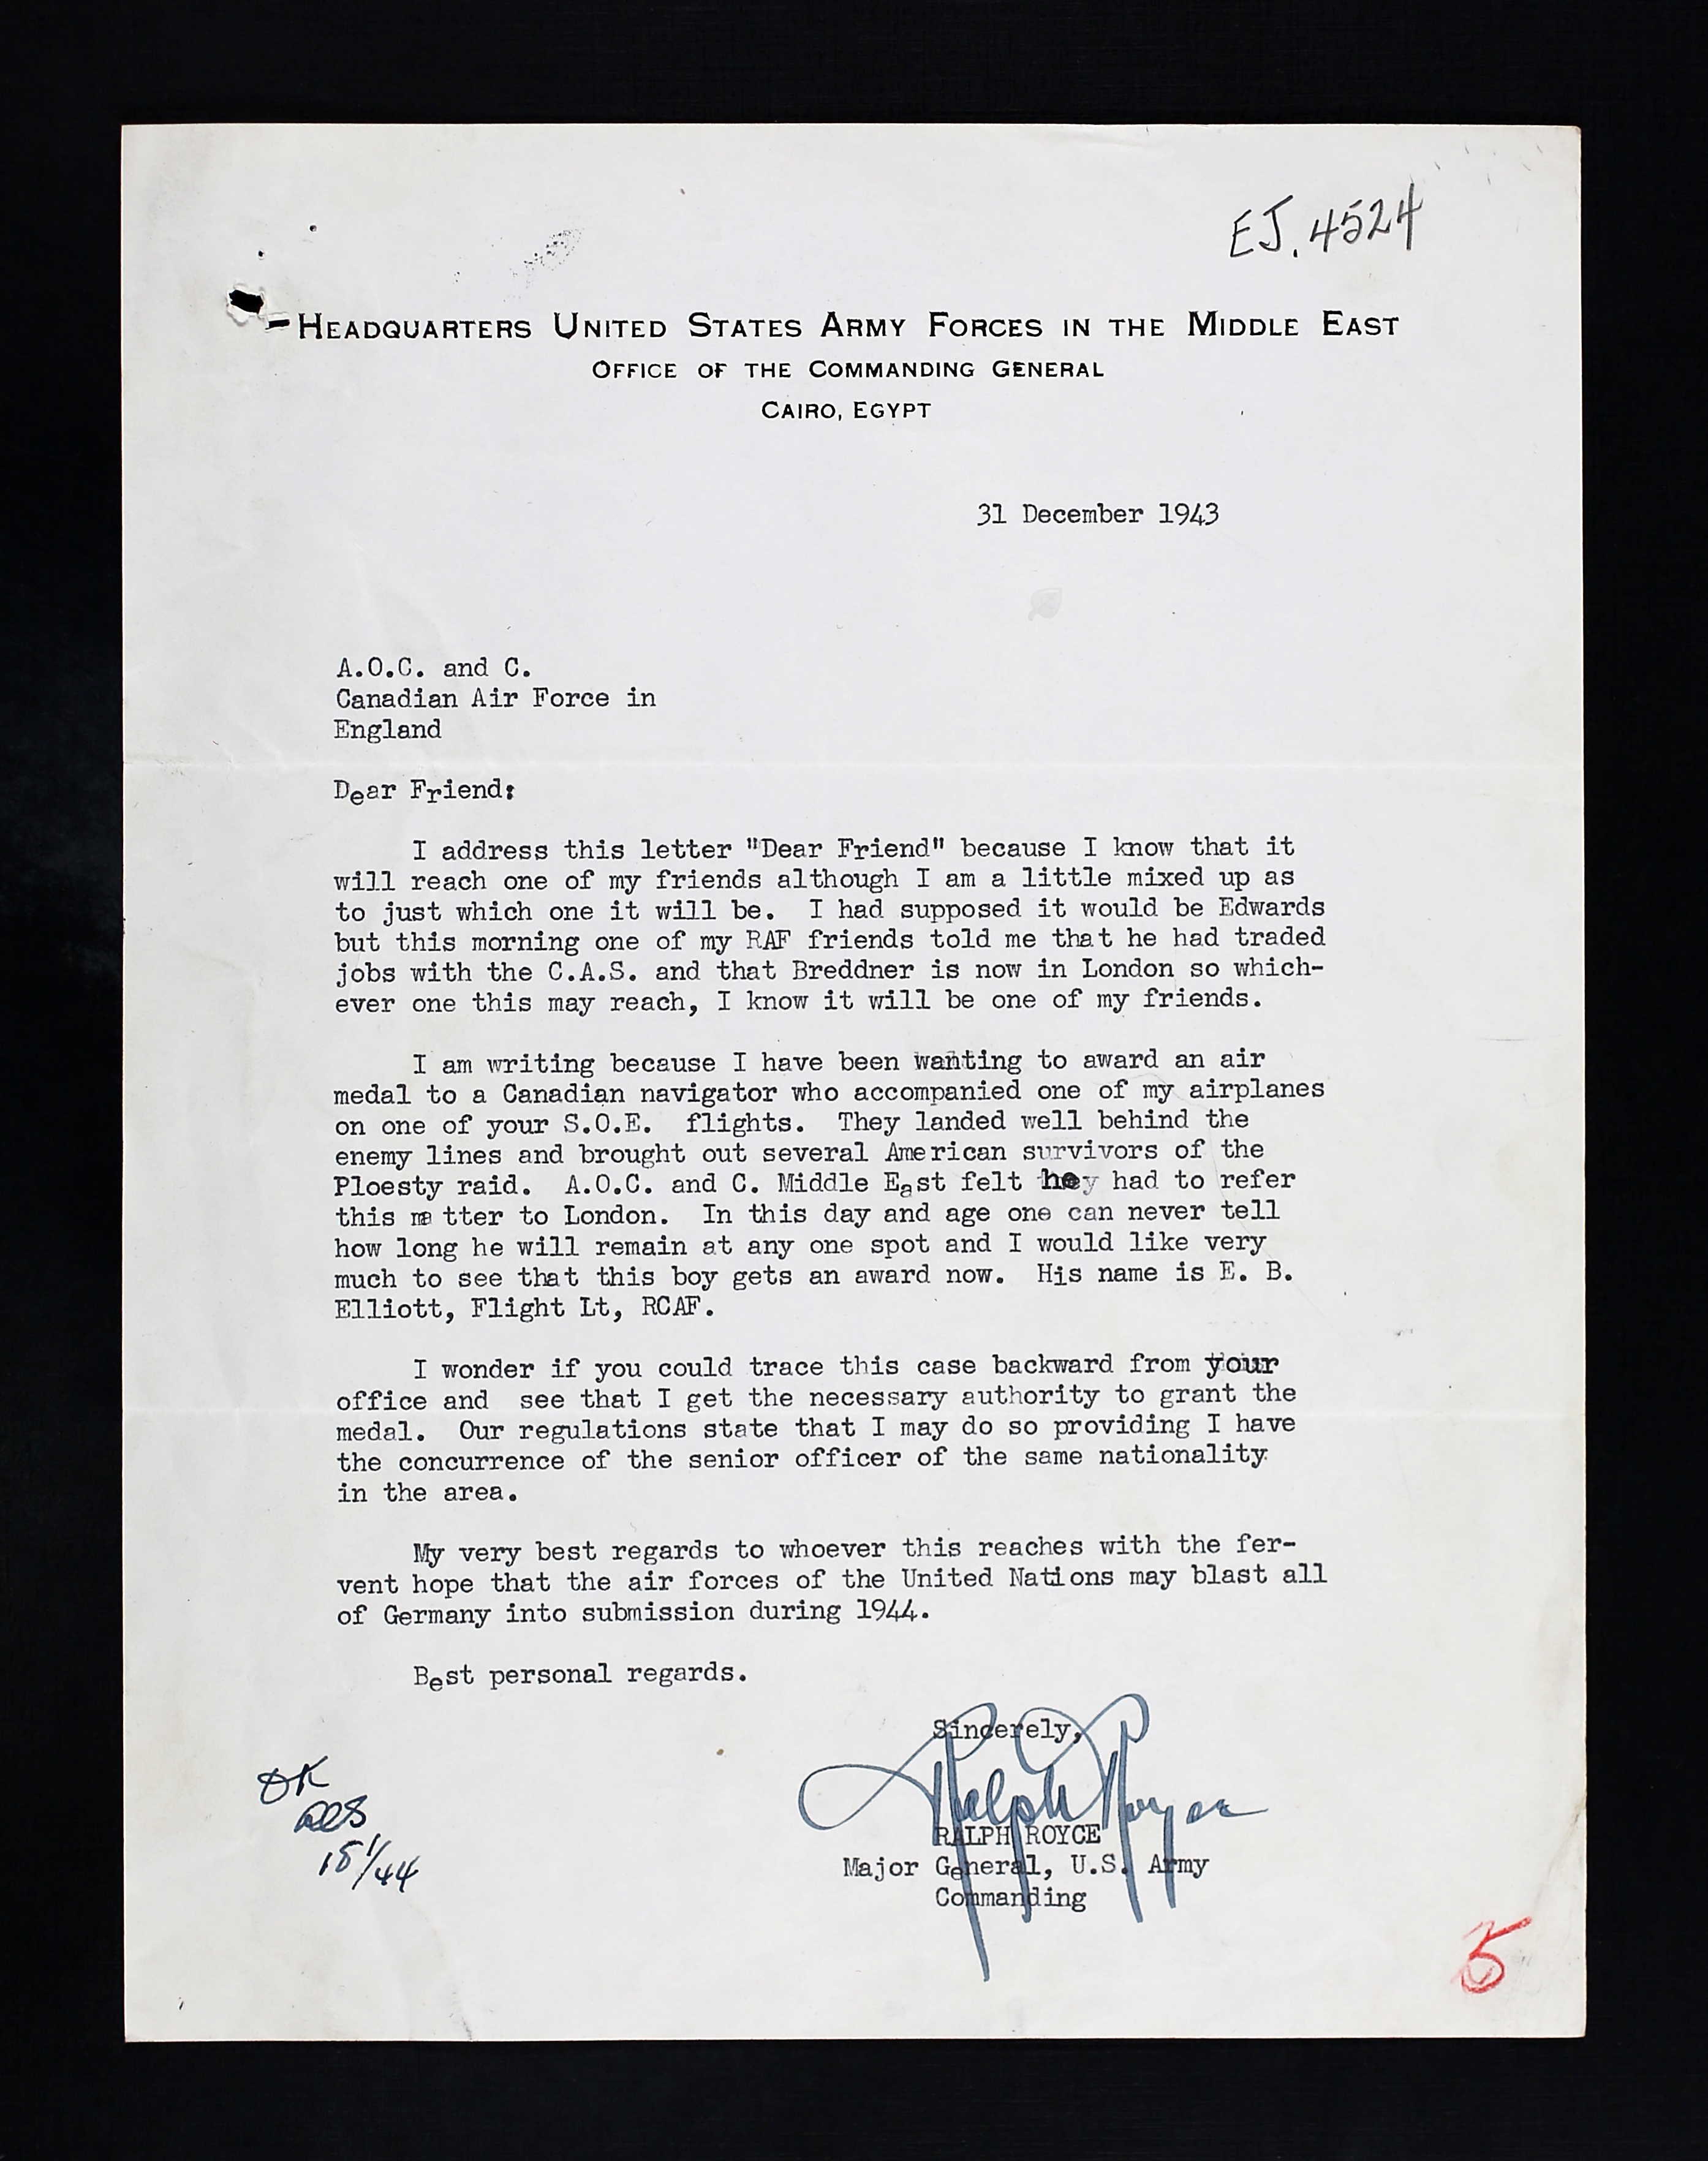 EJ. 4524
HEADQUARTERS UNITED STATES ARMY FORCES IN THE MIDDLE EAST
OFFICE OF THE COMMANDING GENERAL
CAIRO, EGYPT
31 December 1943
A.O.C. and C.
Canadian Air Force in
England
Dear Friend:
I address this letter "Dear Friend" because I know that it
will reach one of my friends although I am a little mixed up as
to just which one it will be. I had supposed it would be Edwards
but this morning one of my RAF friends told me that he had traded
jobs with the C.A.S. and that Breddner is now in London so which-
ever one this may reach, I know it will be one of my friends.
I am writing because I have been wanting to award an air
medal to a Canadian navigator who accompanied one of my airplanes
on one of your S.O.E. flights. They landed well behind the
enemy lines and brought out several American survivors of the
Ploesty raid. A.O.C. and C. Middle East felt he had to refer
this matter to London. In this day and age one can never tell
how long he will remain at any one spot and I would like very
much to see that this boy gets an award now. His name is E. B.
Elliott, Flight Lt, RCAF.
I wonder if you could trace this case backward from your
office and see that I get the necessary authority to grant the
medal. Our regulations state that I may do so providing I have
the concurrence of the senior officer of the same nationality
in the area.
My very best regards to whoever this reaches with the fer-
vent hope that the air forces of the United Nations may blast all
of Germany into submission during 1944.
Best personal regards.
Sincerely,
Ralph Royce
RALPH ROYCE
Major General, U.S. Army
Commanding
OK
15/1/44
5